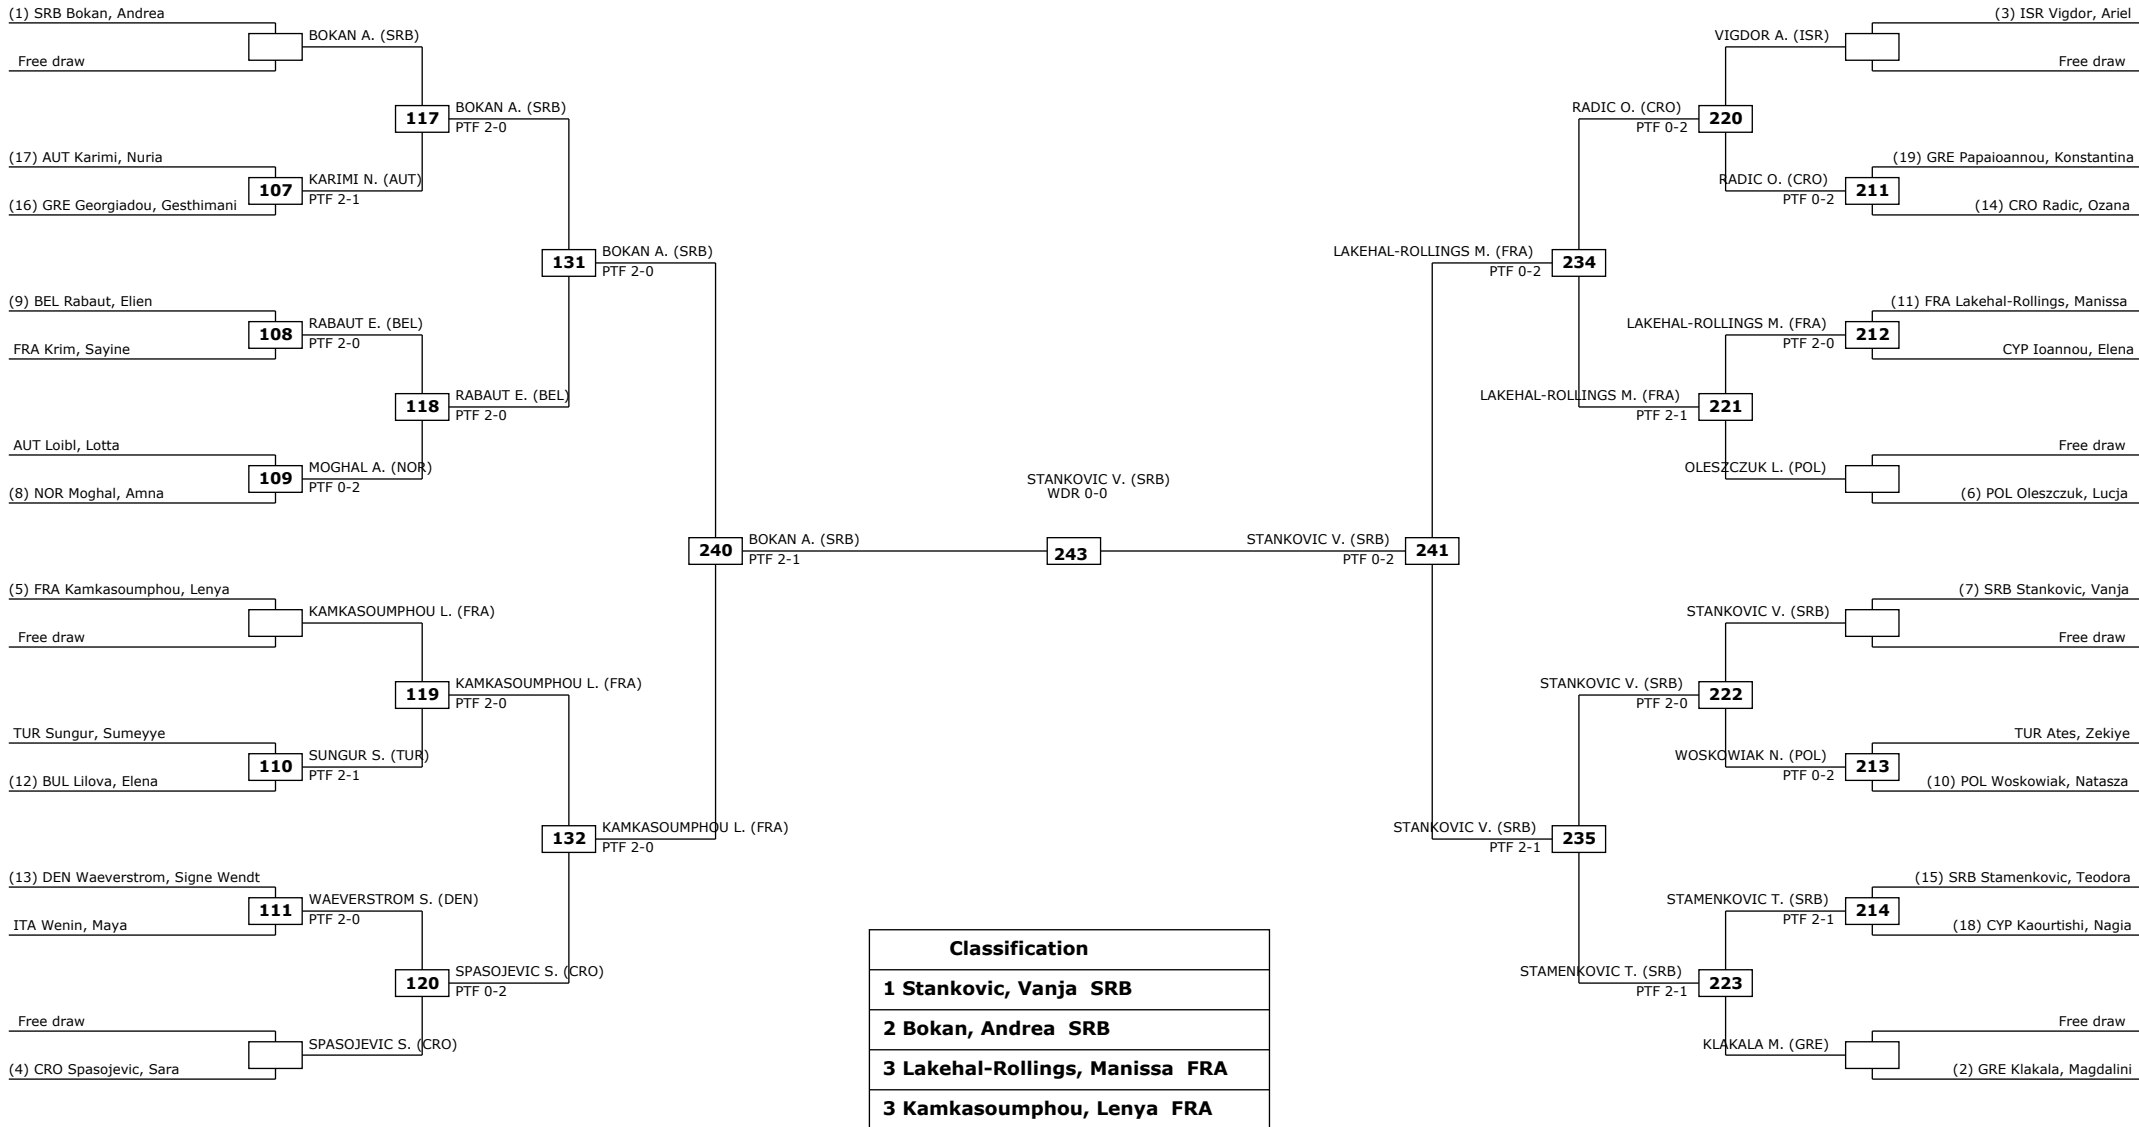 (1) SRB Bokan, Andrea
BOKAN A. (SRB)
Free draw
117
BOKAN A. (SRB)
PTF 2-0
(17) AUT Karimi, Nuria
107
KARIMI N. (AUT)
PTF 2-1
(16) GRE Georgiadou, Gesthimani
131
BOKAN A. (SRB)
PTF 2-0
(9) BEL Rabaut, Elien
108
RABAUT E. (BEL)
PTF 2-0
FRA Krim, Sayine
118
RABAUT E. (BEL)
PTF 2-0
AUT Loibl, Lotta
109
MOGHAL A. (NOR)
PTF 0-2
(8) NOR Moghal, Amna
240
BOKAN A. (SRB)
PTF 2-1
(5) FRA Kamkasoumphou, Lenya
KAMKASOUMPHOU L. (FRA)
Free draw
119
KAMKASOUMPHOU L. (FRA)
PTF 2-0
TUR Sungur, Sumeyye
110
SUNGUR S. (TUR)
PTF 2-1
(12) BUL Lilova, Elena
132
KAMKASOUMPHOU L. (FRA)
PTF 2-0
(13) DEN Waeverstrom, Signe Wendt
111
WAEVERSTROM S. (DEN)
PTF 2-0
ITA Wenin, Maya
120
SPASOJEVIC S. (CRO)
PTF 0-2
Free draw
SPASOJEVIC S. (CRO)
(4) CRO Spasojevic, Sara
STANKOVIC V. (SRB)
WDR 0-0
243
(3) ISR Vigdor, Ariel
VIGDOR A. (ISR)
Free draw
RADIC O. (CRO)
PTF 0-2
220
(19) GRE Papaioannou, Konstantina
RADIC O. (CRO)
PTF 0-2
211
(14) CRO Radic, Ozana
LAKEHAL-ROLLINGS M. (FRA)
PTF 0-2
234
(11) FRA Lakehal-Rollings, Manissa
LAKEHAL-ROLLINGS M. (FRA)
PTF 2-0
212
CYP Ioannou, Elena
LAKEHAL-ROLLINGS M. (FRA)
PTF 2-1
221
Free draw
OLESZCZUK L. (POL)
(6) POL Oleszczuk, Lucja
STANKOVIC V. (SRB)
PTF 0-2
241
(7) SRB Stankovic, Vanja
STANKOVIC V. (SRB)
Free draw
STANKOVIC V. (SRB)
PTF 2-0
222
TUR Ates, Zekiye
WOSKOWIAK N. (POL)
PTF 0-2
213
(10) POL Woskowiak, Natasza
STANKOVIC V. (SRB)
PTF 2-1
235
(15) SRB Stamenkovic, Teodora
STAMENKOVIC T. (SRB)
PTF 2-1
214
(18) CYP Kaourtishi, Nagia
STAMENKOVIC T. (SRB)
PTF 2-1
223
Free draw
KLAKALA M. (GRE)
(2) GRE Klakala, Magdalini
Classification
1 Stankovic, Vanja SRB
2 Bokan, Andrea SRB
3 Lakehal-Rollings, Manissa FRA
3 Kamkasoumphou, Lenya FRA